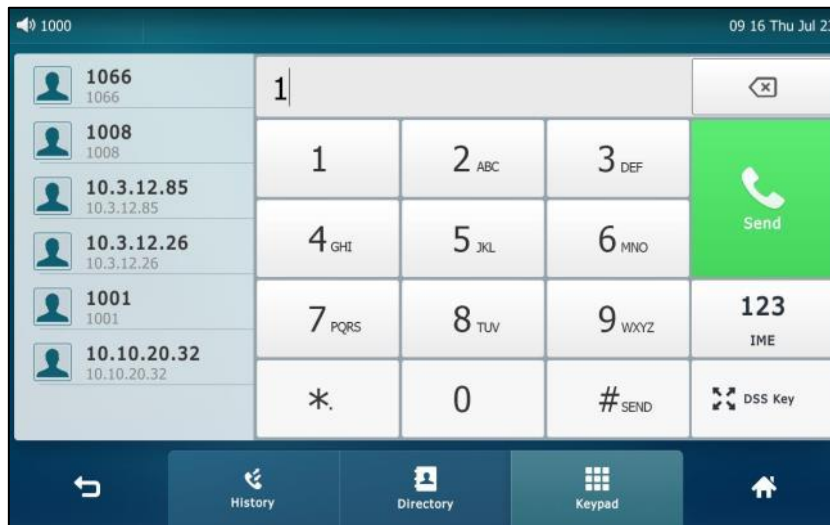 1000
09 16 Thu Jul 23
1066
1066
1008
1008
10.3.12.85
10.3.12.85
10.3.12.26
10.3.12.26
1001
1001
10.10.20.32
10.10.20.32
1
1
2 ABC
3 DEF
Send
4 GHI
5 JKL
6 MNO
7 PQRS
8 TUV
9 WXYZ
123
IME
*.
0
# SEND
DSS Key
History
Directory
Keypad